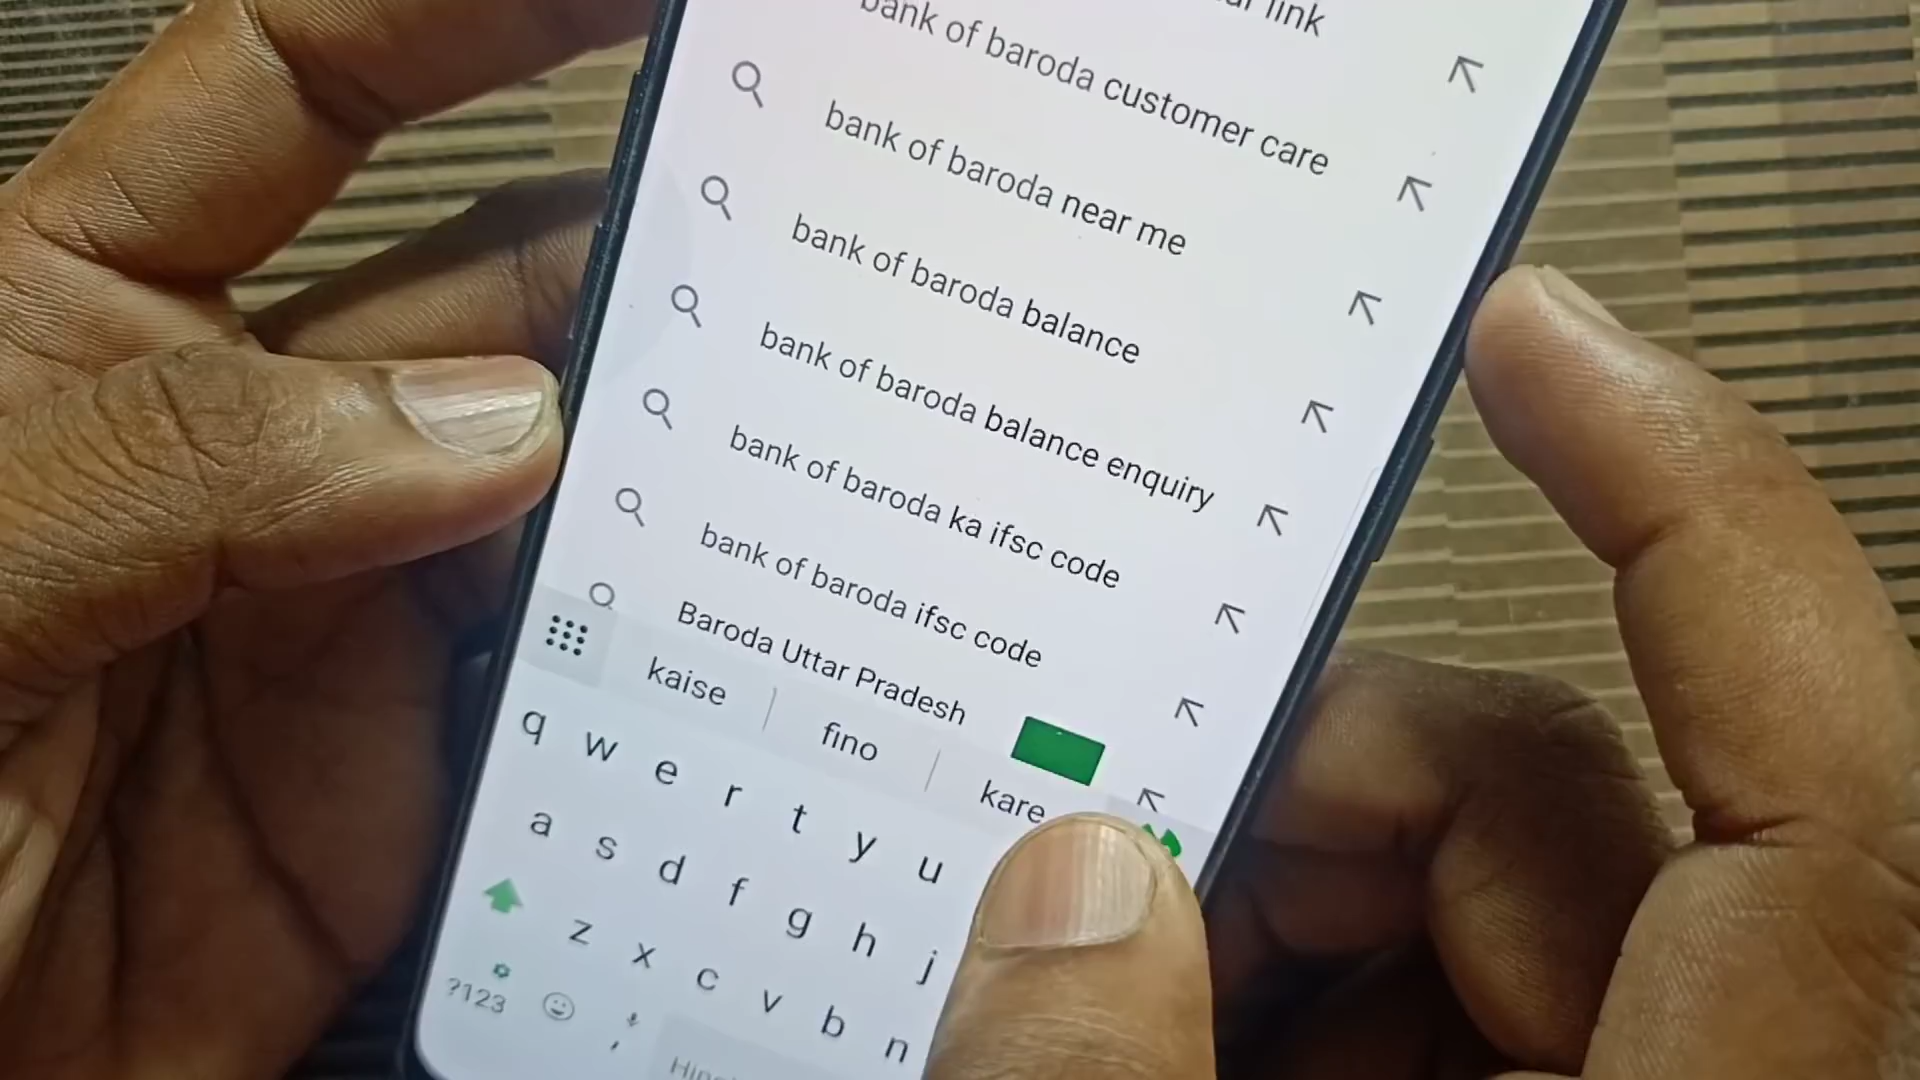 link
bank of baroda customer care
bank of baroda near me
bank of baroda balance
bank of baroda balance enquiry
bank of baroda ka ifsc code
bank of baroda ifsc code
Baroda Uttar Pradesh
kaise fino kare
q w e r t y u
a s d f g h j
z x c v b n
?123 ,